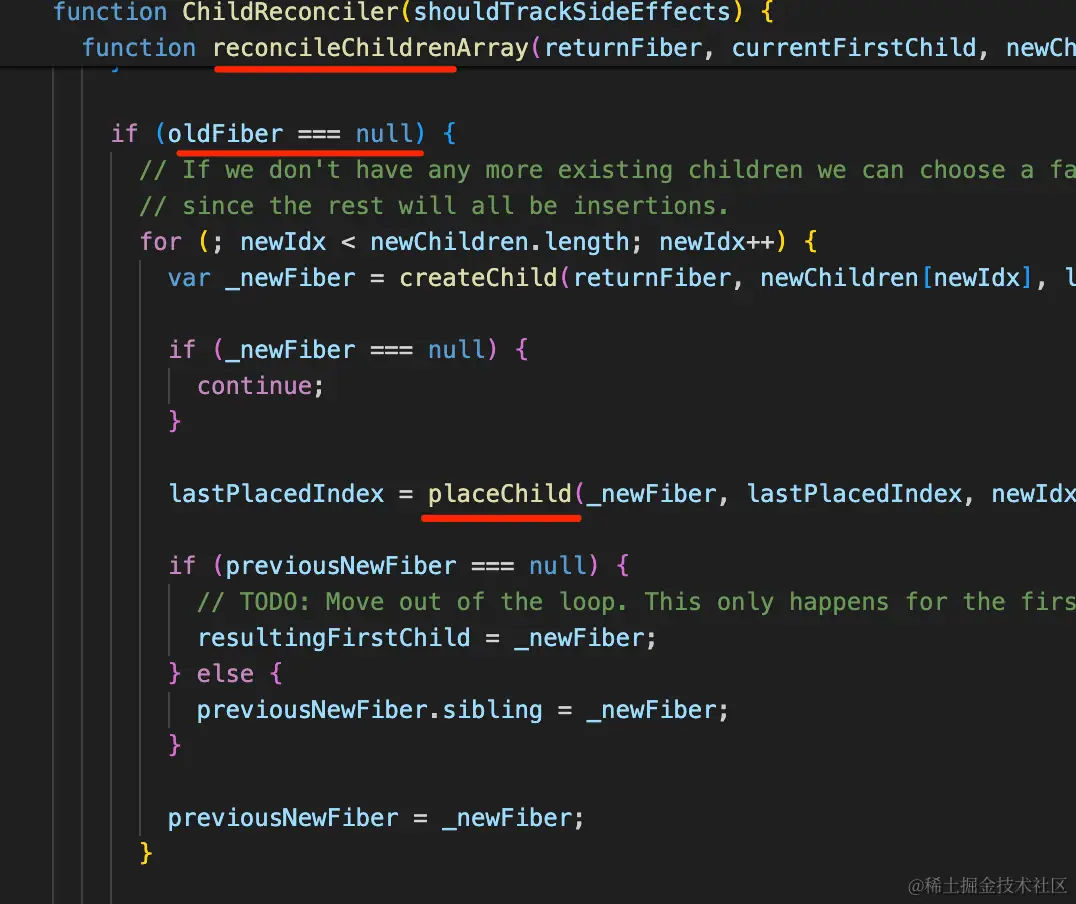 function ChildReconciler(shouldTrackSideEffects) {
function reconcileChildrenArray(returnFiber, currentFirstChild, newCh
}
if (oldFiber === null) {
// If we don't have any more existing children we can choose a fa
// since the rest will all be insertions.
for (; newIdx < newChildren.length; newIdx++) {
var _newFiber = createChild(returnFiber, newChildren[newIdx], l
if (_newFiber === null) {
continue;
}
lastPlacedIndex = placeChild(_newFiber, lastPlacedIndex, newIdx
if (previousNewFiber === null) {
// TODO: Move out of the loop. This only happens for the firs
resultingFirstChild = _newFiber;
} else {
previousNewFiber.sibling = _newFiber;
}
previousNewFiber = _newFiber;
}
@稀土掘金技术社区